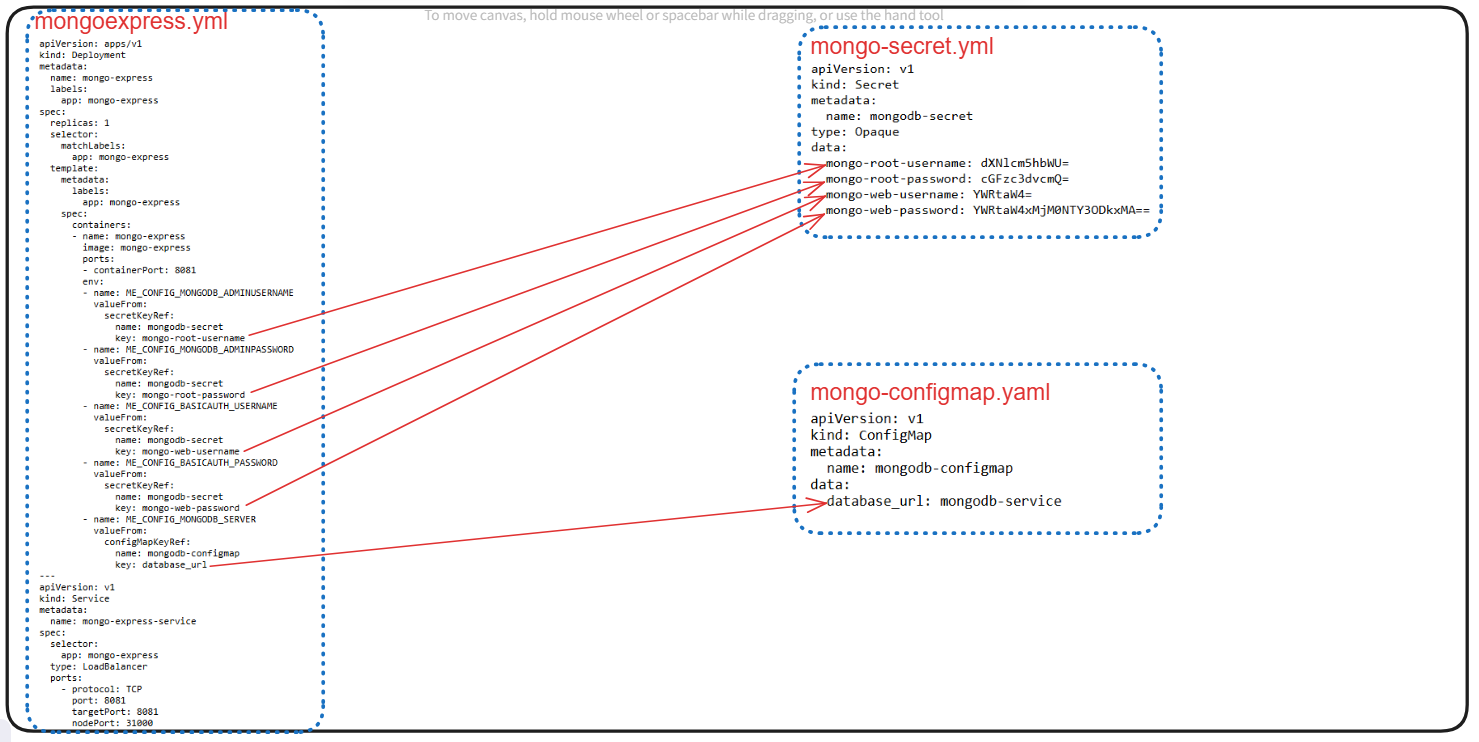 mongoexpress.yml
apiVersion: apps/v1
kind: Deployment
metadata:
  name: mongo-express
  labels:
    app: mongo-express
spec:
  replicas: 1
  selector:
    matchLabels:
      app: mongo-express
  template:
    metadata:
      labels:
        app: mongo-express
    spec:
      containers:
      - name: mongo-express
        image: mongo-express
        ports:
        - containerPort: 8081
        env:
        - name: ME_CONFIG_MONGODB_ADMINUSERNAME
          valueFrom:
            secretKeyRef:
              name: mongodb-secret
              key: mongo-root-username
        - name: ME_CONFIG_MONGODB_ADMINPASSWORD
          valueFrom:
            secretKeyRef:
              name: mongodb-secret
              key: mongo-root-password
        - name: ME_CONFIG_BASICAUTH_USERNAME
          valueFrom:
            secretKeyRef:
              name: mongodb-secret
              key: mongo-web-username
        - name: ME_CONFIG_BASICAUTH_PASSWORD
          valueFrom:
            secretKeyRef:
              name: mongodb-secret
              key: mongo-web-password
        - name: ME_CONFIG_MONGODB_SERVER
          valueFrom:
            configMapKeyRef:
              name: mongodb-configmap
              key: database_url
---
apiVersion: v1
kind: Service
metadata:
  name: mongo-express-service
spec:
  selector:
    app: mongo-express
  type: LoadBalancer
  ports:
    - protocol: TCP
      port: 8081
      targetPort: 8081
      nodePort: 31000
To move canvas, hold mouse wheel or spacebar while dragging, or use the hand tool
mongo-secret.yml
apiVersion: v1
kind: Secret
metadata:
  name: mongodb-secret
type: Opaque
data:
  mongo-root-username: dXNlcm5hbWU=
  mongo-root-password: cGFzc3dvcmQ=
  mongo-web-username: YWRtaW4=
  mongo-web-password: YWRtaW4xMjM0NTY3ODkxMA==
mongo-configmap.yaml
apiVersion: v1
kind: ConfigMap
metadata:
  name: mongodb-configmap
data:
  database_url: mongodb-service